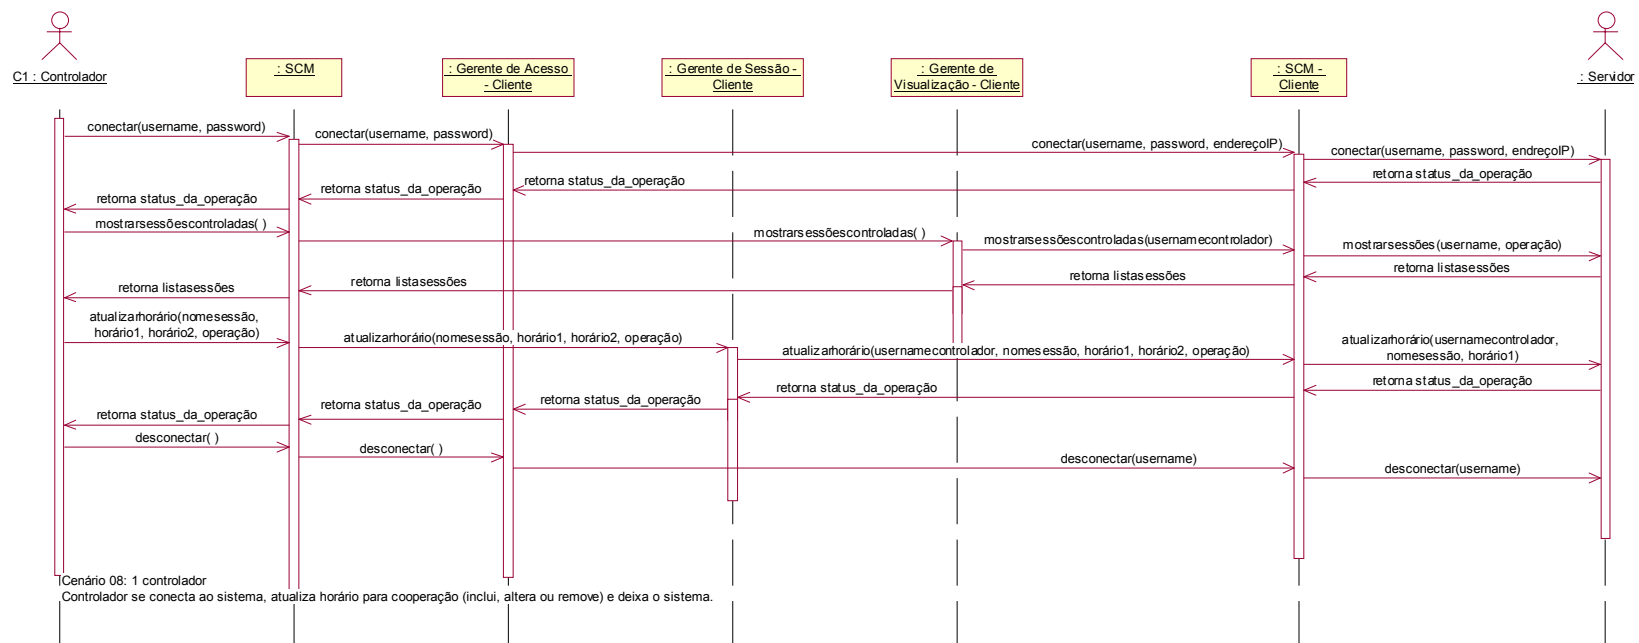 C1 : Controlador
: SCM
: Gerente de Acesso
- Cliente
: Gerente de Sessão -
Cliente
: Gerente de
Visualização - Cliente
: SCM -
Cliente
: Servidor
conectar(username, password)
conectar(username, password)
conectar(username, password, endereçoIP)
conectar(username, password, endreçoIP)
retorna status_da_operação
retorna status_da_operação
retorna status_da_operação
retorna status_da_operação
mostrarsessõescontroladas( )
mostrarsessõescontroladas( )
mostrarsessõescontroladas(usernamecontrolador)
mostrarsessões(username, operação)
retorna listasessões
retorna listasessões
retorna listasessões
retorna listasessões
atualizarhorário(nomesessão,
horário1, horário2, operação)
atualizarhorário(nomesessão, horário1, horário2, operação)
atualizarhorário(usernamecontrolador, nomesessão, horário1, horário2, operação)
atualizarhorário(usernamecontrolador,
nomesessão, horário1)
retorna status_da_operação
retorna status_da_operação
retorna status_da_operação
retorna status_da_operação
retorna status_da_operação
desconectar( )
desconectar( )
desconectar(username)
desconectar(username)
Cenário 08: 1 controlador
Controlador se conecta ao sistema, atualiza horário para cooperação (inclui, altera ou remove) e deixa o sistema.